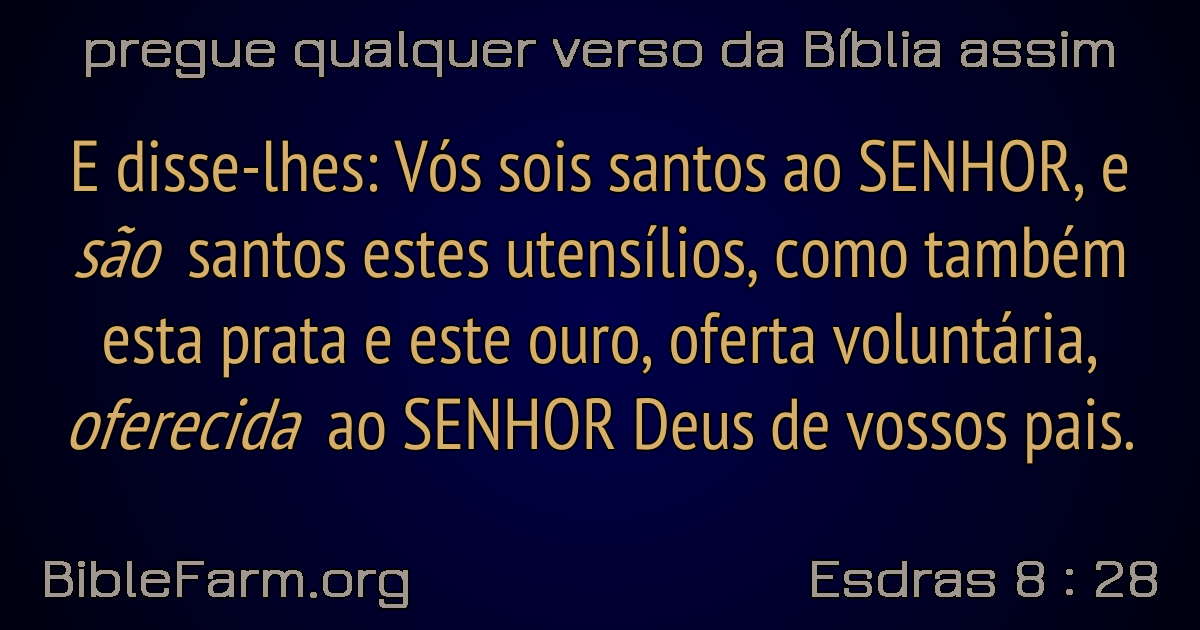 pregue qualquer verso da Bíblia assim
E disse-lhes: Vós sois santos ao SENHOR, e
são santos estes utensílios, como também
esta prata e este ouro, oferta voluntária,
oferecida ao SENHOR Deus de vossos pais.
BibleFarm.org
Esdras 8 : 28